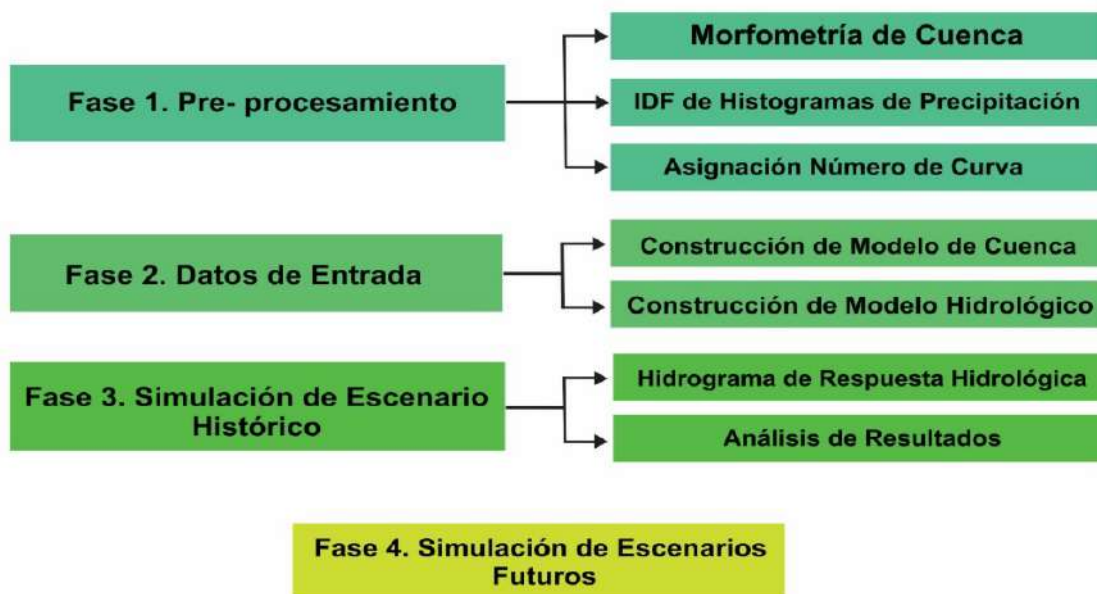 Fase 1. Pre- procesamiento
Morfometría de Cuenca
IDF de Histogramas de Precipitación
Asignación Número de Curva
Fase 2. Datos de Entrada
Construcción de Modelo de Cuenca
Construcción de Modelo Hidrológico
Fase 3. Simulación de Escenario
Histórico
Hidrograma de Respuesta Hidrológica
Análisis de Resultados
Fase 4. Simulación de Escenarios
Futuros